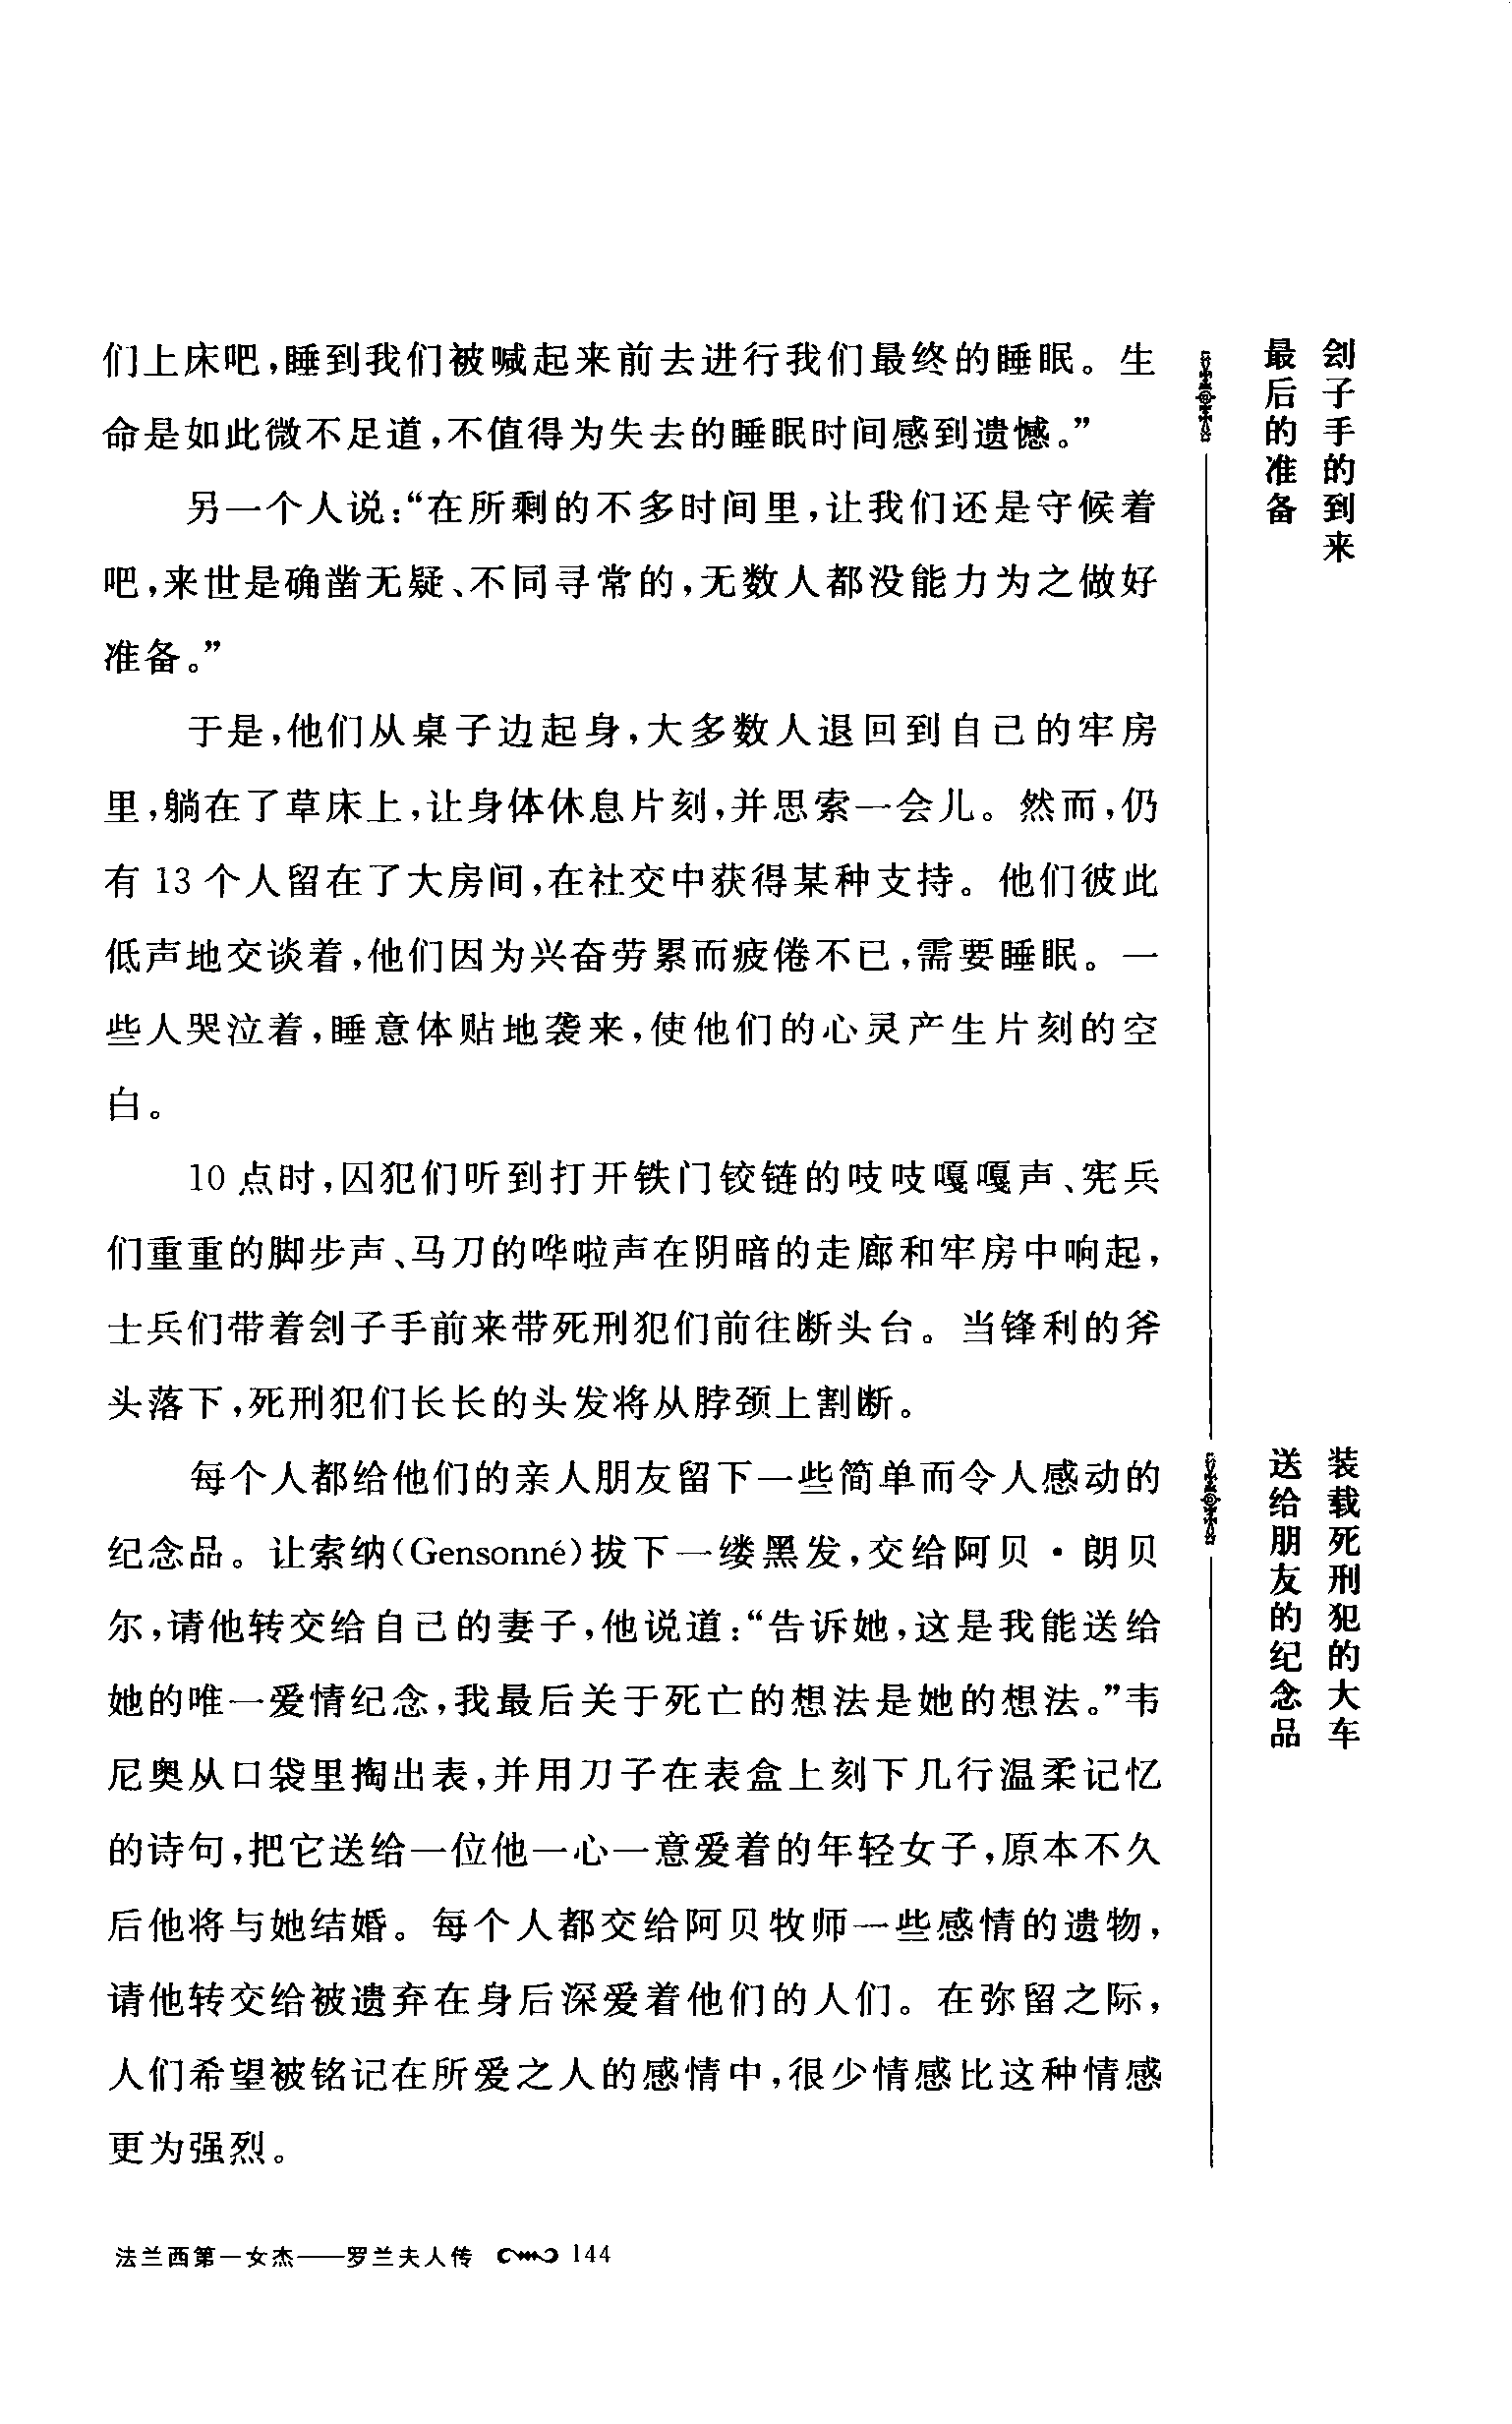 们上床吧,睡到我们被喊起来前去进行我们最终的睡眠。生
命是如此微不足道,不值得为失去的睡眠时间感到遗憾。”
另一个人说:“在所剩的不多时间里,让我们还是守候着
吧,来世是确凿无疑、不同寻常的,无数人都没能力为之做好
准备。”
于是,他们从桌子边起身,大多数人退回到自己的牢房
里,躺在了草床上,让身体休息片刻,并思索一会儿。然而,仍
有13个人留在了大房间,在社交中获得某种支持。他们彼此
低声地交谈着,他们因为兴奋劳累而疲倦不已,需要睡眠。一
些人哭泣着,睡意体贴地袭来,使他们的心灵产生片刻的空
白。
10点时,囚犯们听到打开铁门铰链的吱吱嘎嘎声、宪兵
们重重的脚步声、马刀的哗啦声在阴暗的走廊和牢房中响起,
士兵们带着刽子手前来带死刑犯们前往断头台。当锋利的斧
头落下,死刑犯们长长的头发将从脖颈上割断。
每个人都给他们的亲人朋友留下一些简单而令人感动的
纪念品。让索纳(Gensonné)拔下一缕黑发,交给阿贝·朗贝
尔,请他转交给自己的妻子,他说道:“告诉她,这是我能送给
她的唯一爱情纪念,我最后关于死亡的想法是她的想法。”韦
尼奥从口袋里掏出表,并用刀子在表盒上刻下几行温柔记忆
的诗句,把它送给一位他一心一意爱着的年轻女子,原本不久
后他将与她结婚。每个人都交给阿贝牧师一些感情的遗物,
请他转交给被遗弃在身后深爱着他们的人们。在弥留之际,
人们希望被铭记在所爱之人的感情中,很少情感比这种情感
更为强烈。
刽子手的到来
最后的准备
装载死刑犯的大车
送给朋友的纪念品
法兰西第一女杰——罗兰夫人传 144